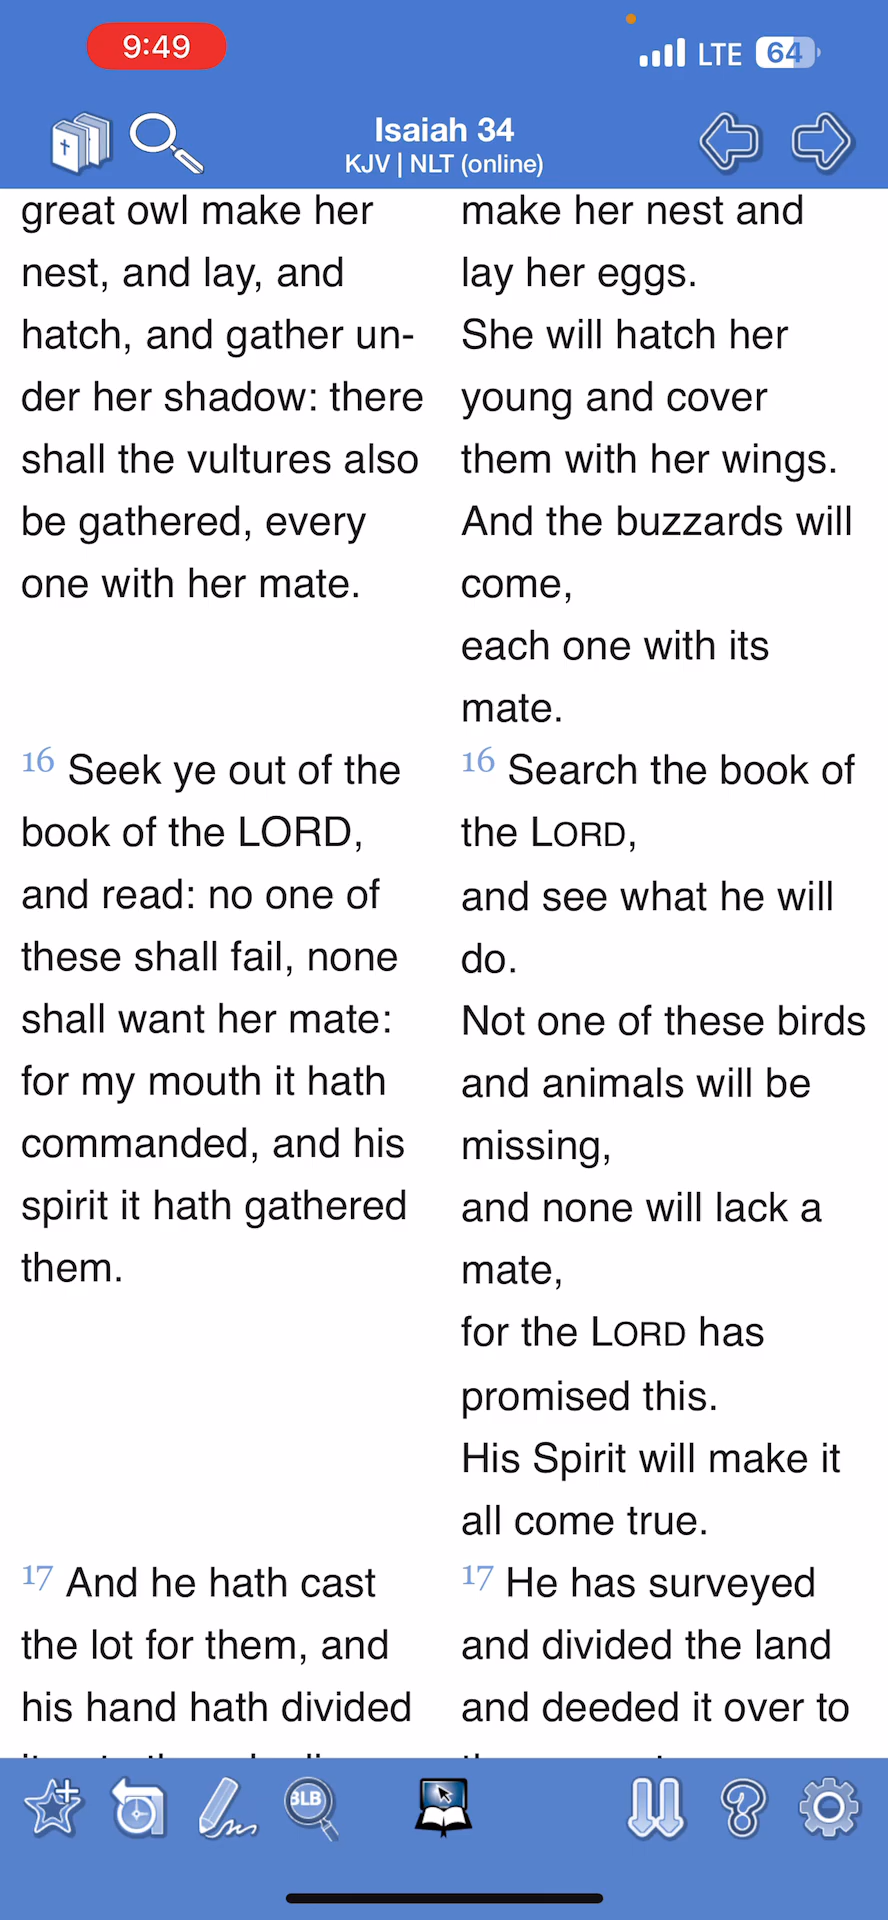 9:49
LTE 64
Isaiah 34
KJV | NLT (online)
great owl make her
nest, and lay, and
hatch, and gather un-
der her shadow: there
shall the vultures also
be gathered, every
one with her mate.
16 Seek ye out of the
book of the LORD,
and read: no one of
these shall fail, none
shall want her mate:
for my mouth it hath
commanded, and his
spirit it hath gathered
them.
17 And he hath cast
the lot for them, and
his hand hath divided
make her nest and
lay her eggs.
She will hatch her
young and cover
them with her wings.
And the buzzards will
come,
each one with its
mate.
16 Search the book of
the LORD,
and see what he will
do.
Not one of these birds
and animals will be
missing,
and none will lack a
mate,
for the LORD has
promised this.
His Spirit will make it
all come true.
17 He has surveyed
and divided the land
and deeded it over to
BLB